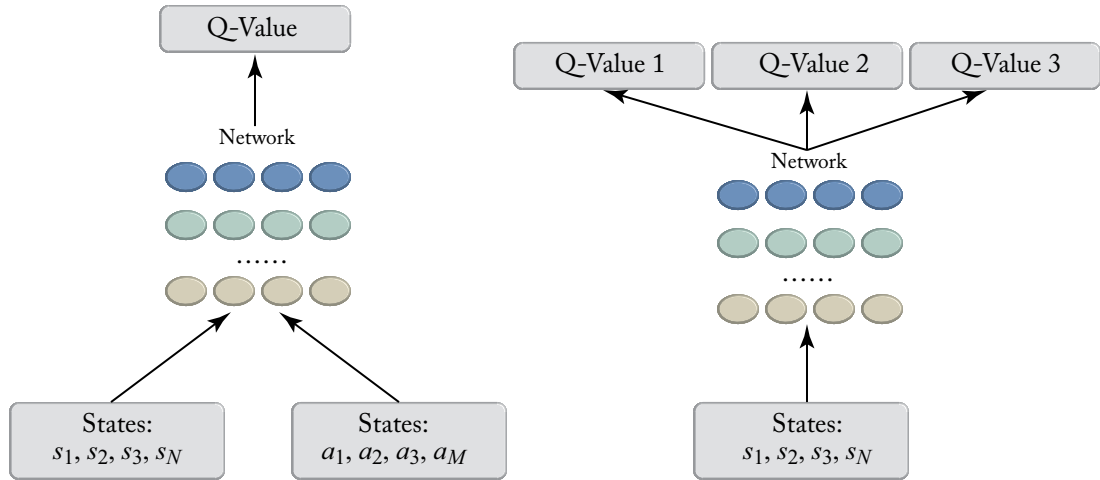 Q-Value
Network
......
States:
s1, s2, s3, sN
States:
a1, a2, a3, aM
Q-Value 1
Q-Value 2
Q-Value 3
Network
......
States:
s1, s2, s3, sN